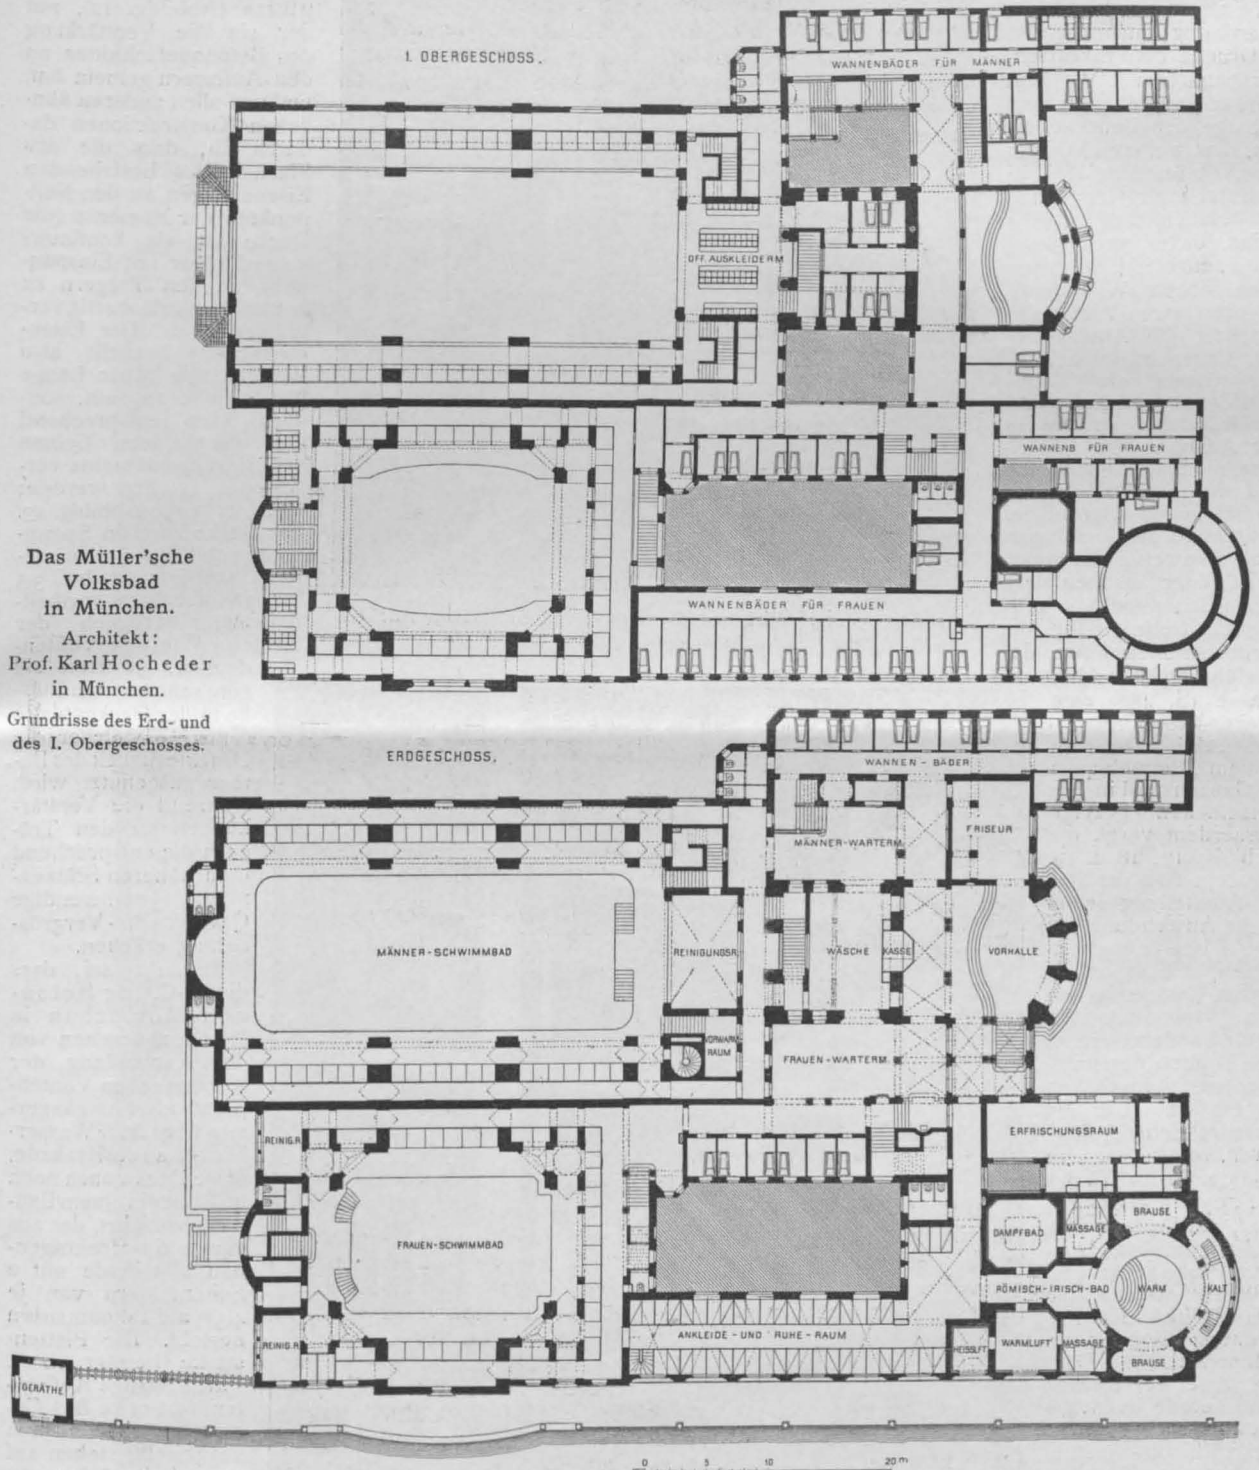 1. OBERGESCHOSS.
WANNENBÄDER FÜR MÄNNER
OFF. AUSKLEIDERM
WANNENB FÜR FRAUEN
WANNENBÄDER FÜR FRAUEN
Das Müller'sche
Volksbad
in München.
Architekt:
Prof. Karl Hocheder
in München.
Grundrisse des Erd- und
des I. Obergeschosses.
ERDGESCHOSS.
WANNEN-BÄDER
MÄNNER-WARTERM
FRISEUR
MÄNNER-SCHWIMMBAD
REINIGUNGSR.
WÄSCHE
KASSE
VORHALLE
VORWARM-
RAUM
FRAUEN-WARTERM.
REINIG.R.
ERFRISCHUNGSRAUM
FRAUEN-SCHWIMMBAD
DAMPFBAD
MASSAGE
BRAUSE
RÖMISCH-IRISCH-BAD
WARM
KALT
ANKLEIDE-UND RUHE-RAUM
REINIG.R.
HEISSLFT
WARMLUFT
MASSAGE
BRAUSE
GERÄTHE
0 5 10 20 m